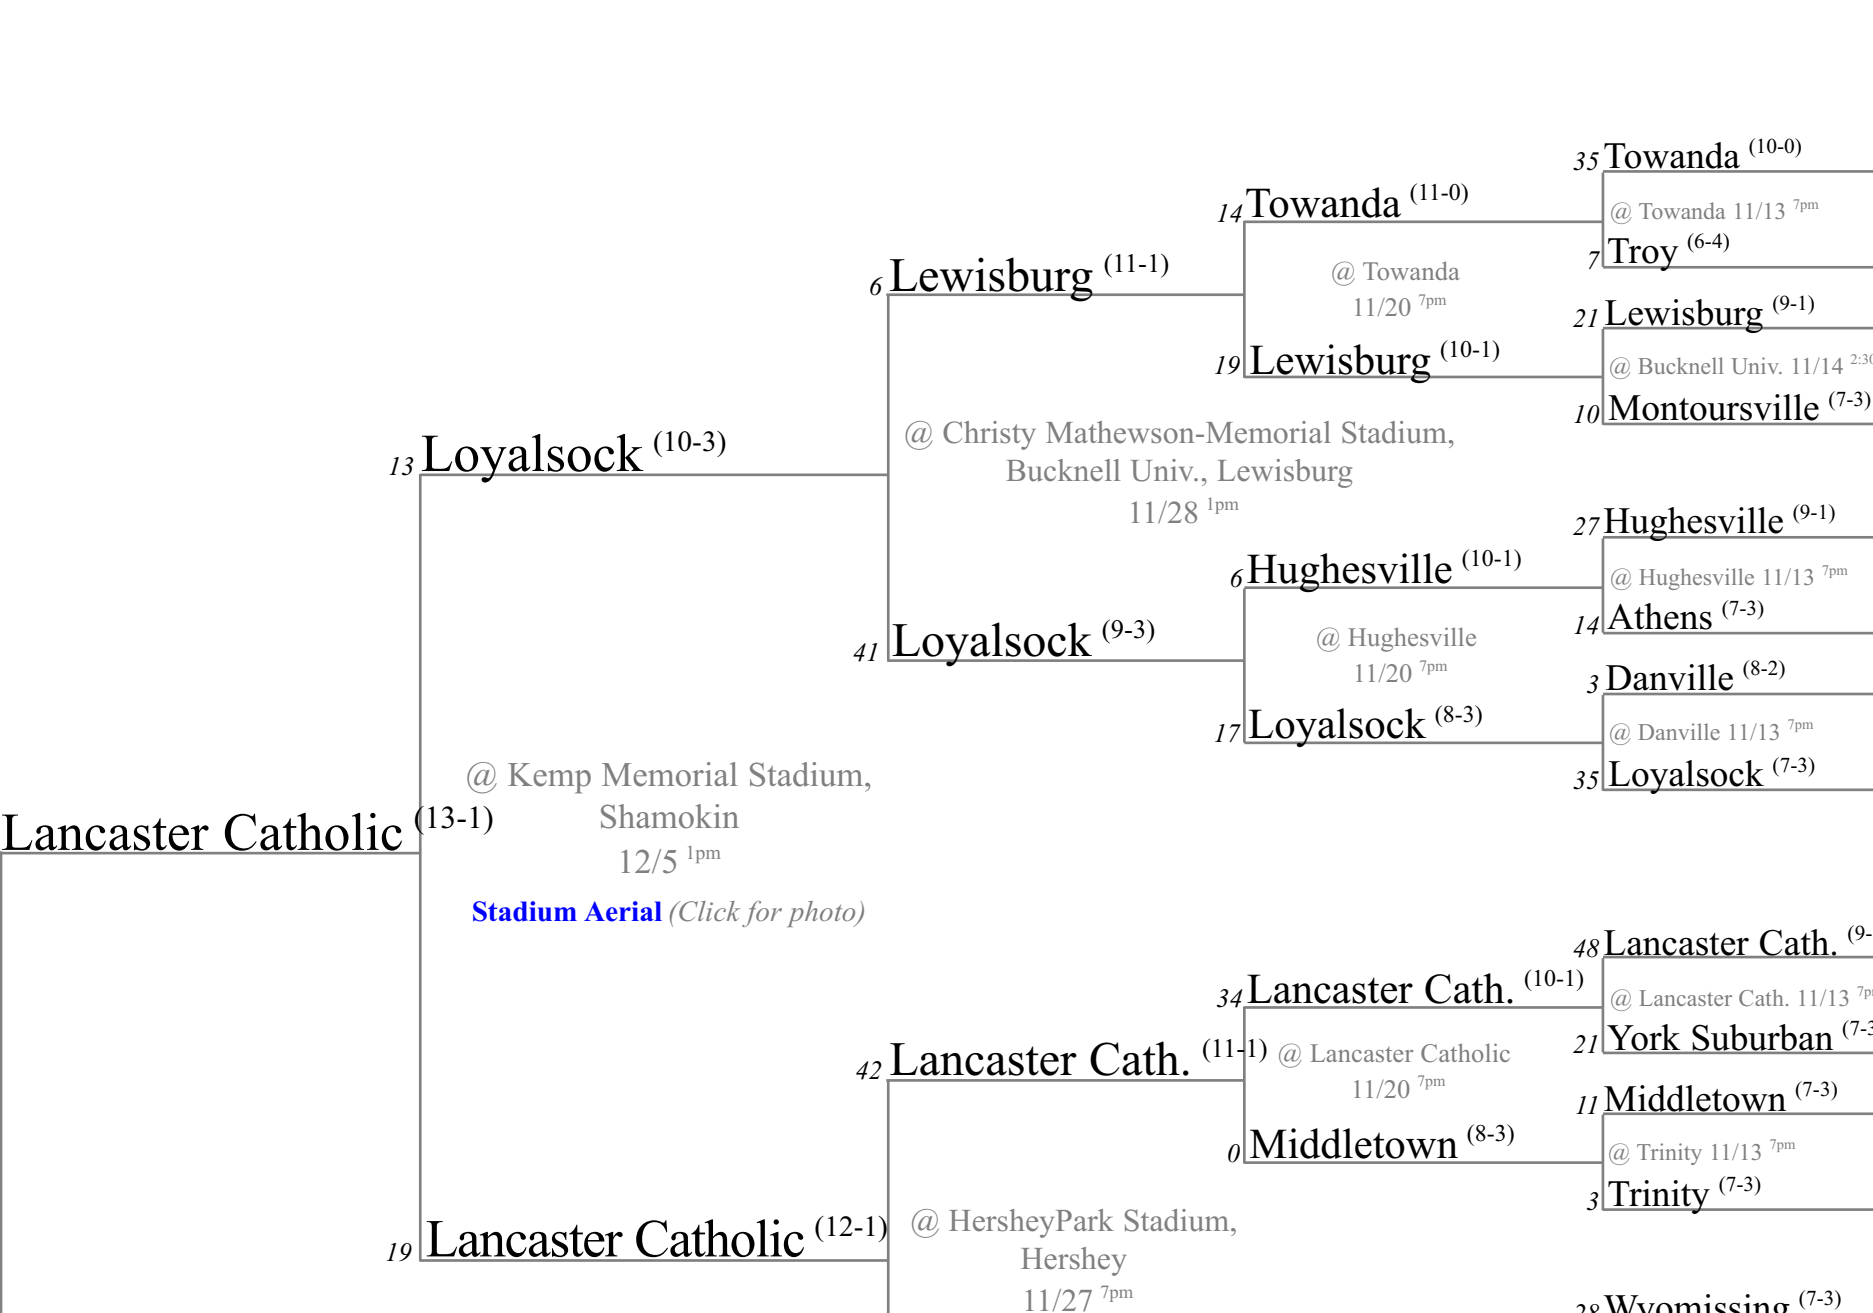 35 Towanda (10-0)
14 Towanda (11-0)
@ Towanda 11/13 7pm
7 Troy (6-4)
6 Lewisburg (11-1)
@ Towanda
11/20 7pm
21 Lewisburg (9-1)
19 Lewisburg (10-1)
@ Bucknell Univ. 11/14
10 Montoursville (7-3)
13 Loyalsock (10-3)
@ Christy Mathewson-Memorial Stadium,
Bucknell Univ., Lewisburg
11/28 1pm
27 Hughesville (9-1)
6 Hughesville (10-1)
@ Hughesville 11/13 7pm
14 Athens (7-3)
41 Loyalsock (9-3)
@ Hughesville
11/20 7pm
3 Danville (8-2)
17 Loyalsock (8-3)
@ Danville 11/13 7pm
35 Loyalsock (7-3)
@ Kemp Memorial Stadium,
Shamokin
12/5 1pm
Lancaster Catholic (13-1)
Stadium Aerial (Click for photo)
48 Lancaster Cath. (9-
34 Lancaster Cath. (10-1)
@ Lancaster Cath. 11/13
21 York Suburban (7-3
42 Lancaster Cath. (11-1)
@ Lancaster Catholic
11/20 7pm
11 Middletown (7-3)
0 Middletown (8-3)
@ Trinity 11/13 7pm
3 Trinity (7-3)
19 Lancaster Catholic (12-1)
@ HersheyPark Stadium,
Hershey
11/27 7pm
28 Wyomissing (7-3)